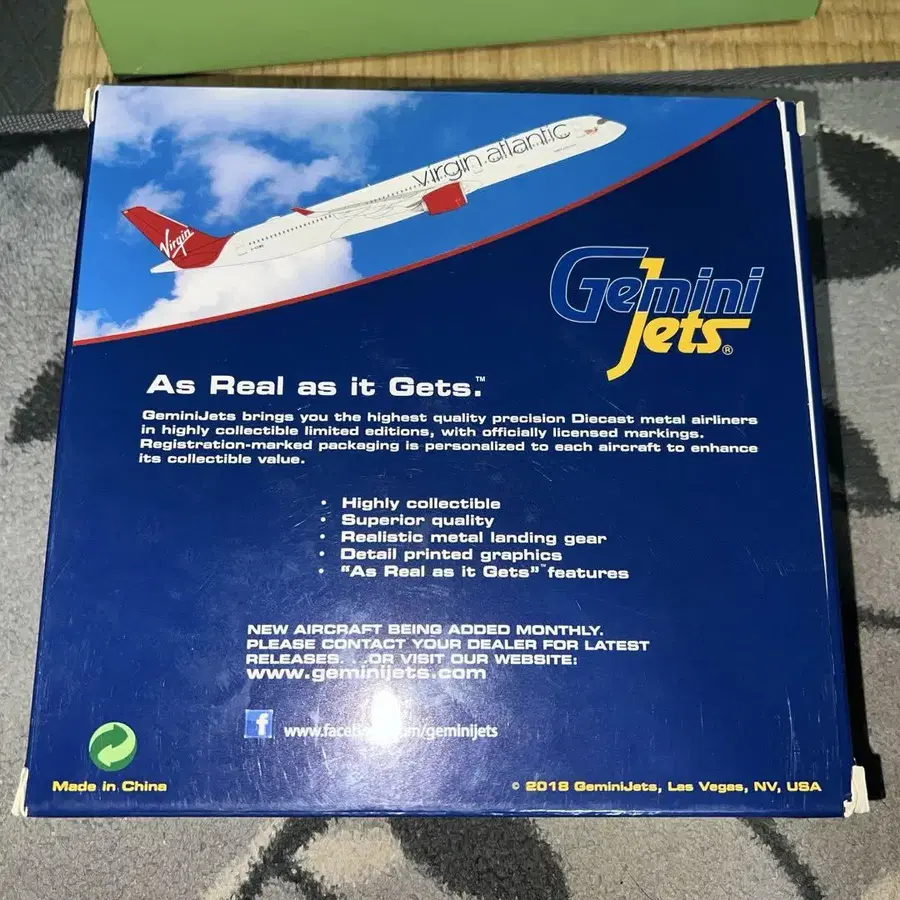 virgin atlantic
Virgin
Gemini
Jets®
As Real as it Gets.™
GeminiJets brings you the highest quality precision Diecast metal airliners
in highly collectible limited editions, with officially licensed markings.
Registration-marked packaging is personalized to each aircraft to enhance
its collectible value.
• Highly collectible
• Superior quality
• Realistic metal landing gear
• Detail printed graphics
• "As Real as it Gets"™ features
NEW AIRCRAFT BEING ADDED MONTHLY.
PLEASE CONTACT YOUR DEALER FOR LATEST
RELEASES. . .OR VISIT OUR WEBSITE:
www.geminijets.com
f
/geminijets
Made in China
© 2018 GeminiJets, Las Vegas, NV, USA